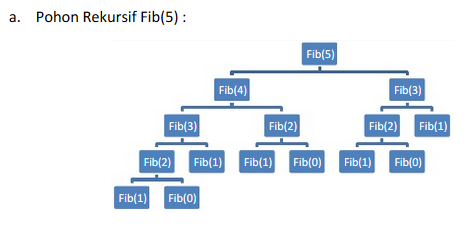 a. Pohon Rekursif Fib(5) :
Fib(5)
Fib(4) Fib(3)
Fib(3) Fib(2) Fib(2) Fib(1)
Fib(2) Fib(1) Fib(1) Fib(0) Fib(1) Fib(0)
Fib(1) Fib(0)